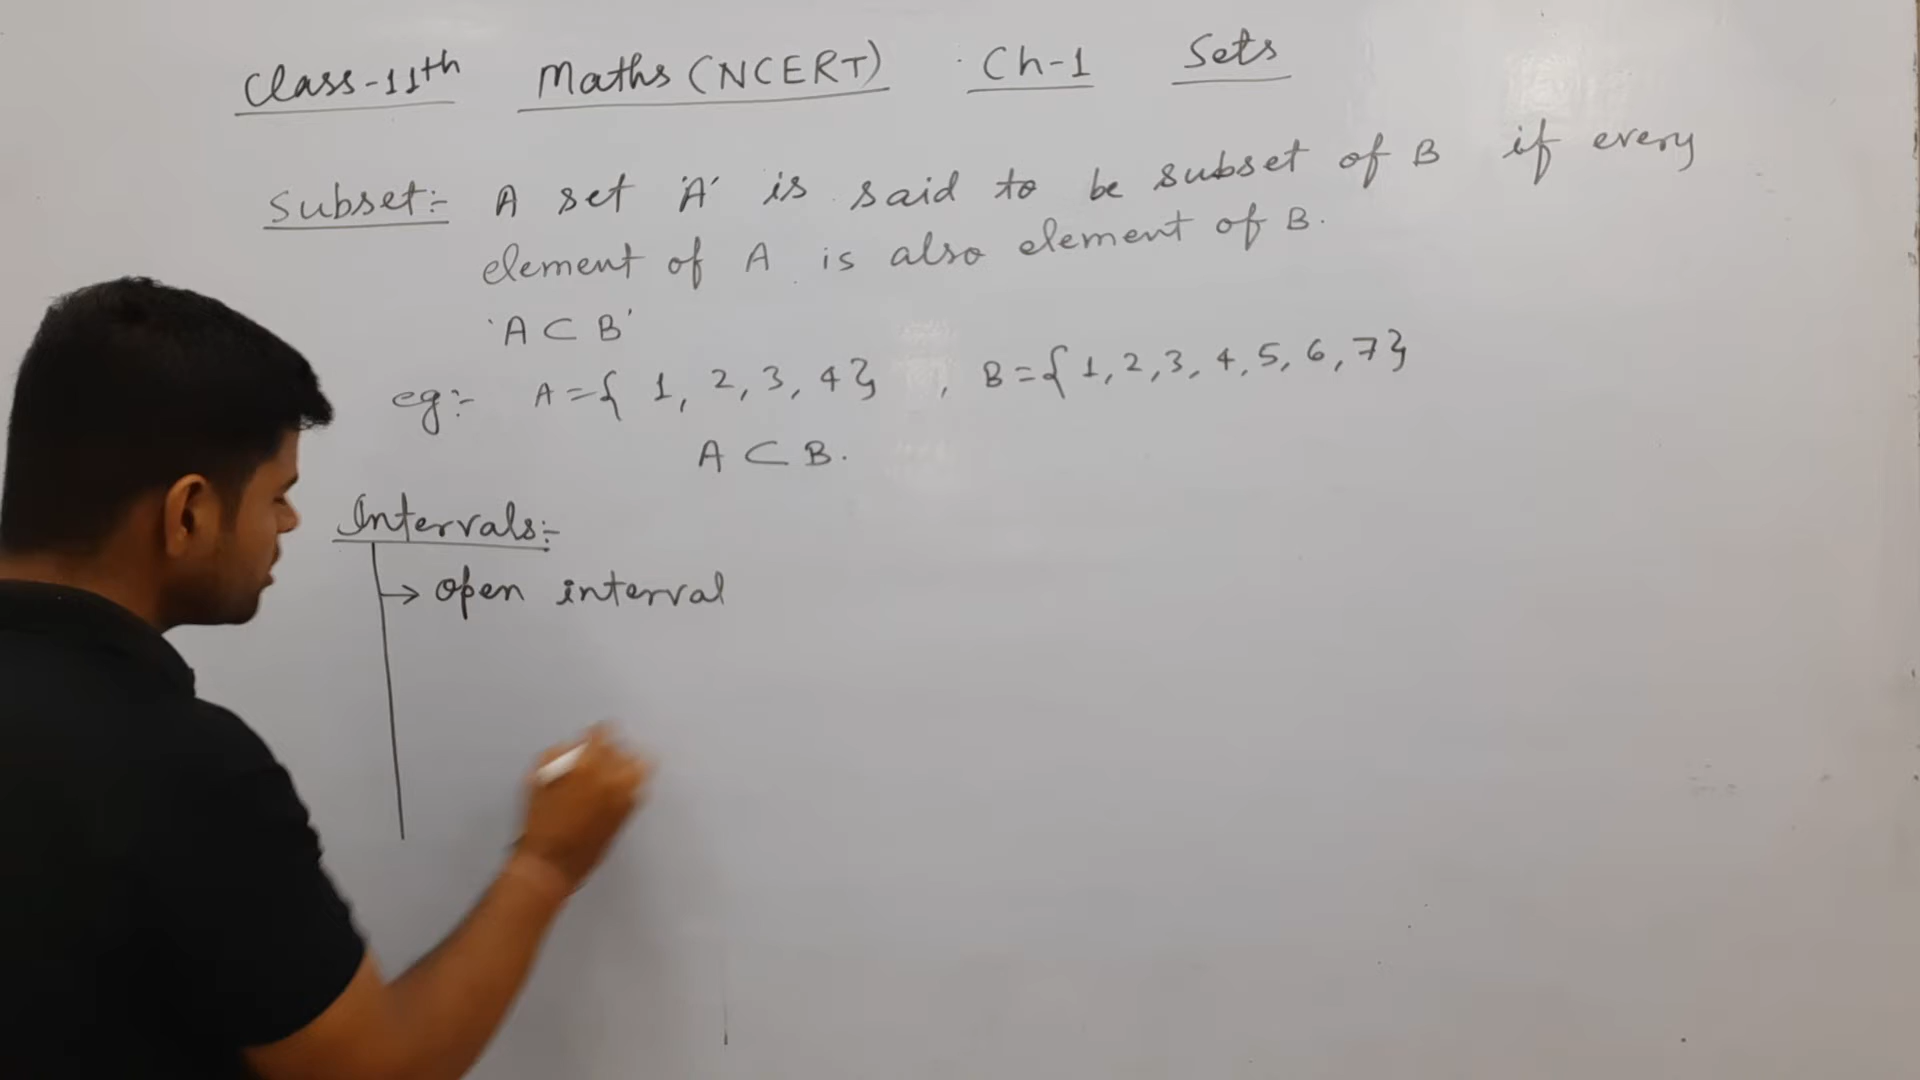 Class-11th Maths (NCERT) Ch-1 Sets
Subset:- A set 'A' is said to be subset of B if every
element of A is also element of B.
'A ⊂ B'
eg:- A={ 1, 2, 3, 4} , B={1, 2, 3, 4, 5, 6, 7}
A ⊂ B.
Intervals:-
→ open interval